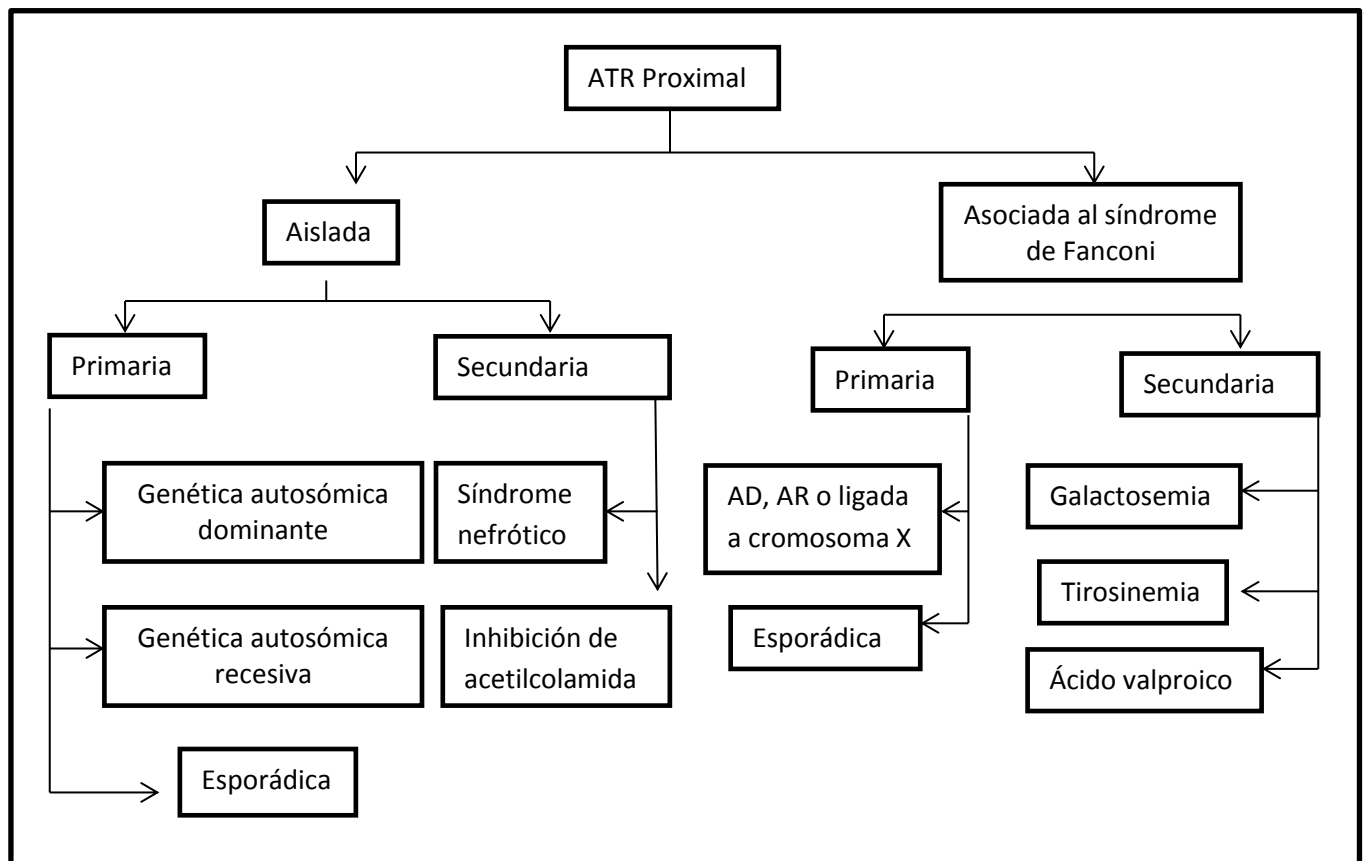 ATR Proximal
Aislada
Asociada al síndrome
de Fanconi
Primaria
Secundaria
Primaria
Secundaria
Genética autosómica
dominante
Síndrome
nefrótico
AD, AR o ligada
a cromosoma X
Galactosemia
Genética autosómica
recesiva
Inhibición de
acetilcolamida
Esporádica
Tirosinemia
Ácido valproico
Esporádica